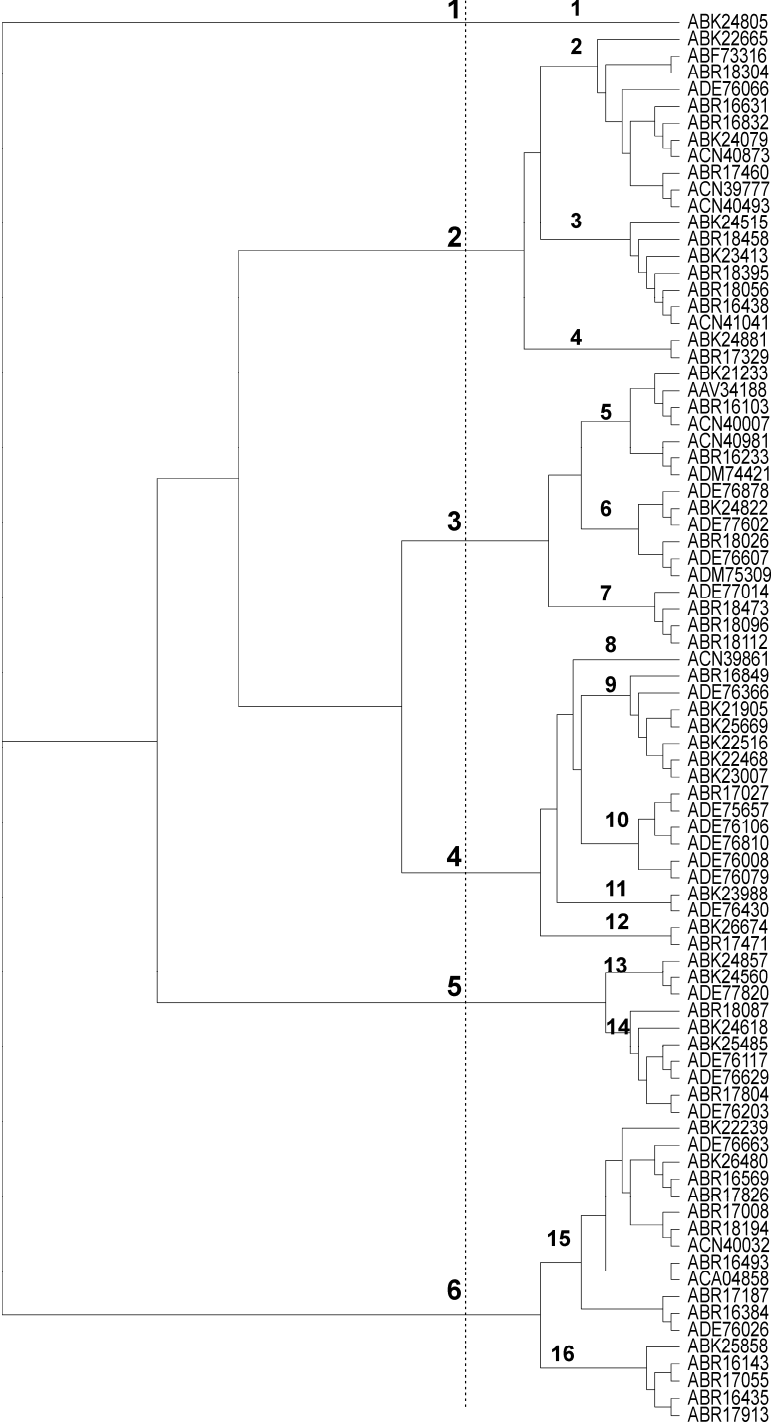 1 1 ABK24805
ABK22665
2 ABF73316
ABR18304
ADE76066
ABR16631
ABR16832
ABK24079
ACN40873
ABR17460
ACN39777
ACN40493
3 ABK24515
2 ABR18458
ABK23413
ABR18395
ABR18056
ABR16438
ACN41041
4 ABK24881
ABR17329
ABK21233
AAV34188
5 ABR16103
ACN40007
ACN40981
ABR16233
ADM74421
ADE76878
6 ABK24822
3 ADE77602
ABR18026
ADE76607
ADM75309
7 ADE77014
ABR18473
ABR18096
ABR18112
8 ACN39861
ABR16849
9 ADE76366
ABK21905
ABK25669
ABK22516
ABK22468
ABK23007
ABR17027
ADE75657
10 ADE76106
ADE76810
4 ADE76008
ADE76079
11 ABK23988
ADE76430
12 ABK26674
ABR17471
13 ABK24857
ABK24560
5 ADE77820
ABR18087
14 ABK24618
ABK25485
ADE76117
ADE76629
ABR17804
ADE76203
ABK22239
ADE76663
ABK26480
ABR16569
ABR17826
ABR17008
ABR18194
15 ACN40032
ABR16493
ACA04858
6 ABR17187
ABR16384
ADE76026
16 ABK25858
ABR16143
ABR17055
ABR16435
ABR17913